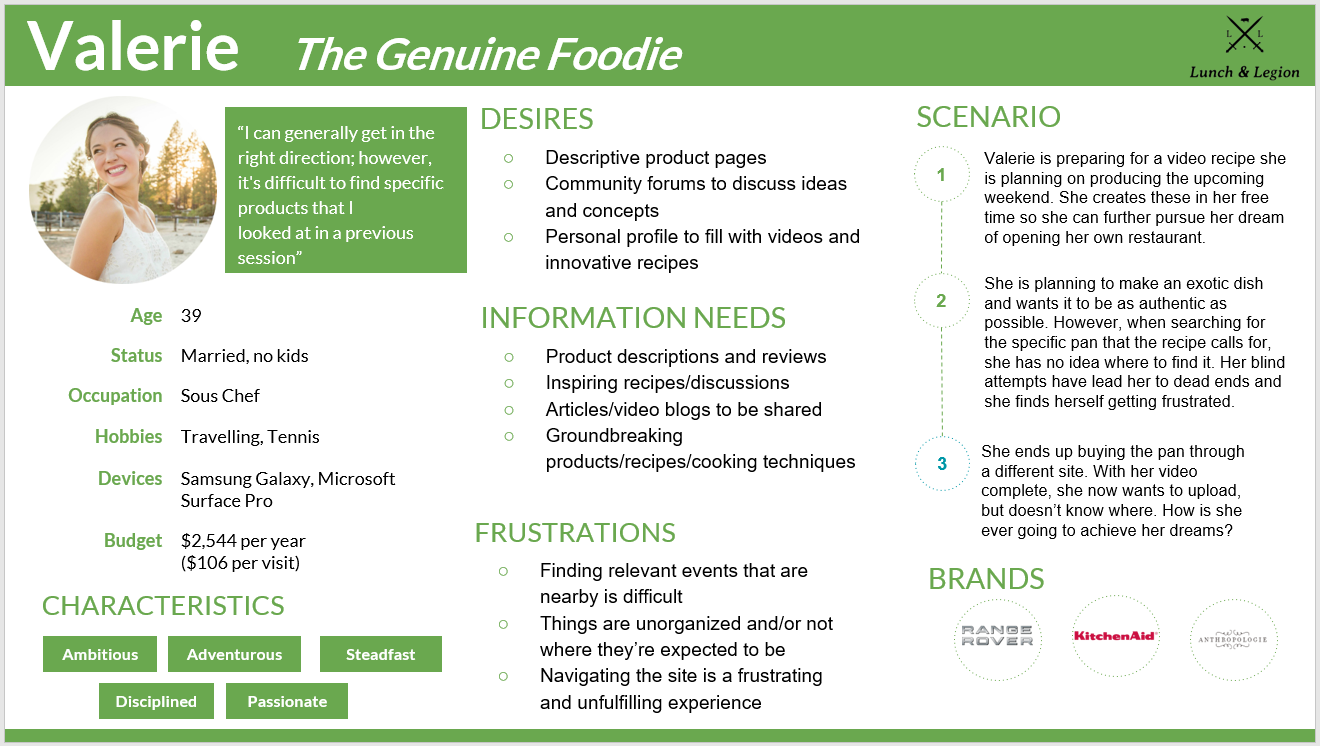 Valerie The Genuine Foodie
L L
Lunch & Legion
“I can generally get in the
right direction; however,
it's difficult to find specific
products that I
looked at in a previous
session”
Age 39
Status Married, no kids
Occupation Sous Chef
Hobbies Travelling, Tennis
Devices Samsung Galaxy, Microsoft
Surface Pro
Budget $2,544 per year
($106 per visit)
CHARACTERISTICS
Ambitious Adventurous Steadfast
Disciplined Passionate
DESIRES
Descriptive product pages
Community forums to discuss ideas
and concepts
Personal profile to fill with videos and
innovative recipes
INFORMATION NEEDS
Product descriptions and reviews
Inspiring recipes/discussions
Articles/video blogs to be shared
Groundbreaking
products/recipes/cooking techniques
FRUSTRATIONS
Finding relevant events that are
nearby is difficult
Things are unorganized and/or not
where they’re expected to be
Navigating the site is a frustrating
and unfulfilling experience
SCENARIO
1
Valerie is preparing for a video recipe she
is planning on producing the upcoming
weekend. She creates these in her free
time so she can further pursue her dream
of opening her own restaurant.
2
She is planning to make an exotic dish
and wants it to be as authentic as
possible. However, when searching for
the specific pan that the recipe calls for,
she has no idea where to find it. Her blind
attempts have lead her to dead ends and
she finds herself getting frustrated.
3
She ends up buying the pan through
a different site. With her video
complete, she now wants to upload,
but doesn’t know where. How is she
ever going to achieve her dreams?
BRANDS
RANGE
ROVER
KitchenAid
ANTHROPOLOGIE